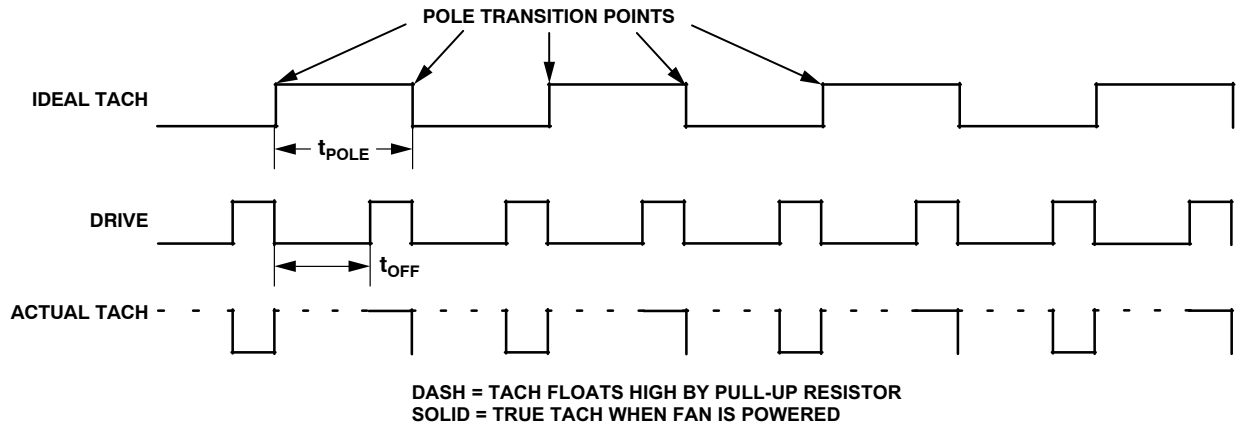 POLE TRANSITION POINTS
IDEAL TACH
tPOLE
DRIVE
tOFF
ACTUAL TACH
DASH = TACH FLOATS HIGH BY PULL-UP RESISTOR
SOLID = TRUE TACH WHEN FAN IS POWERED